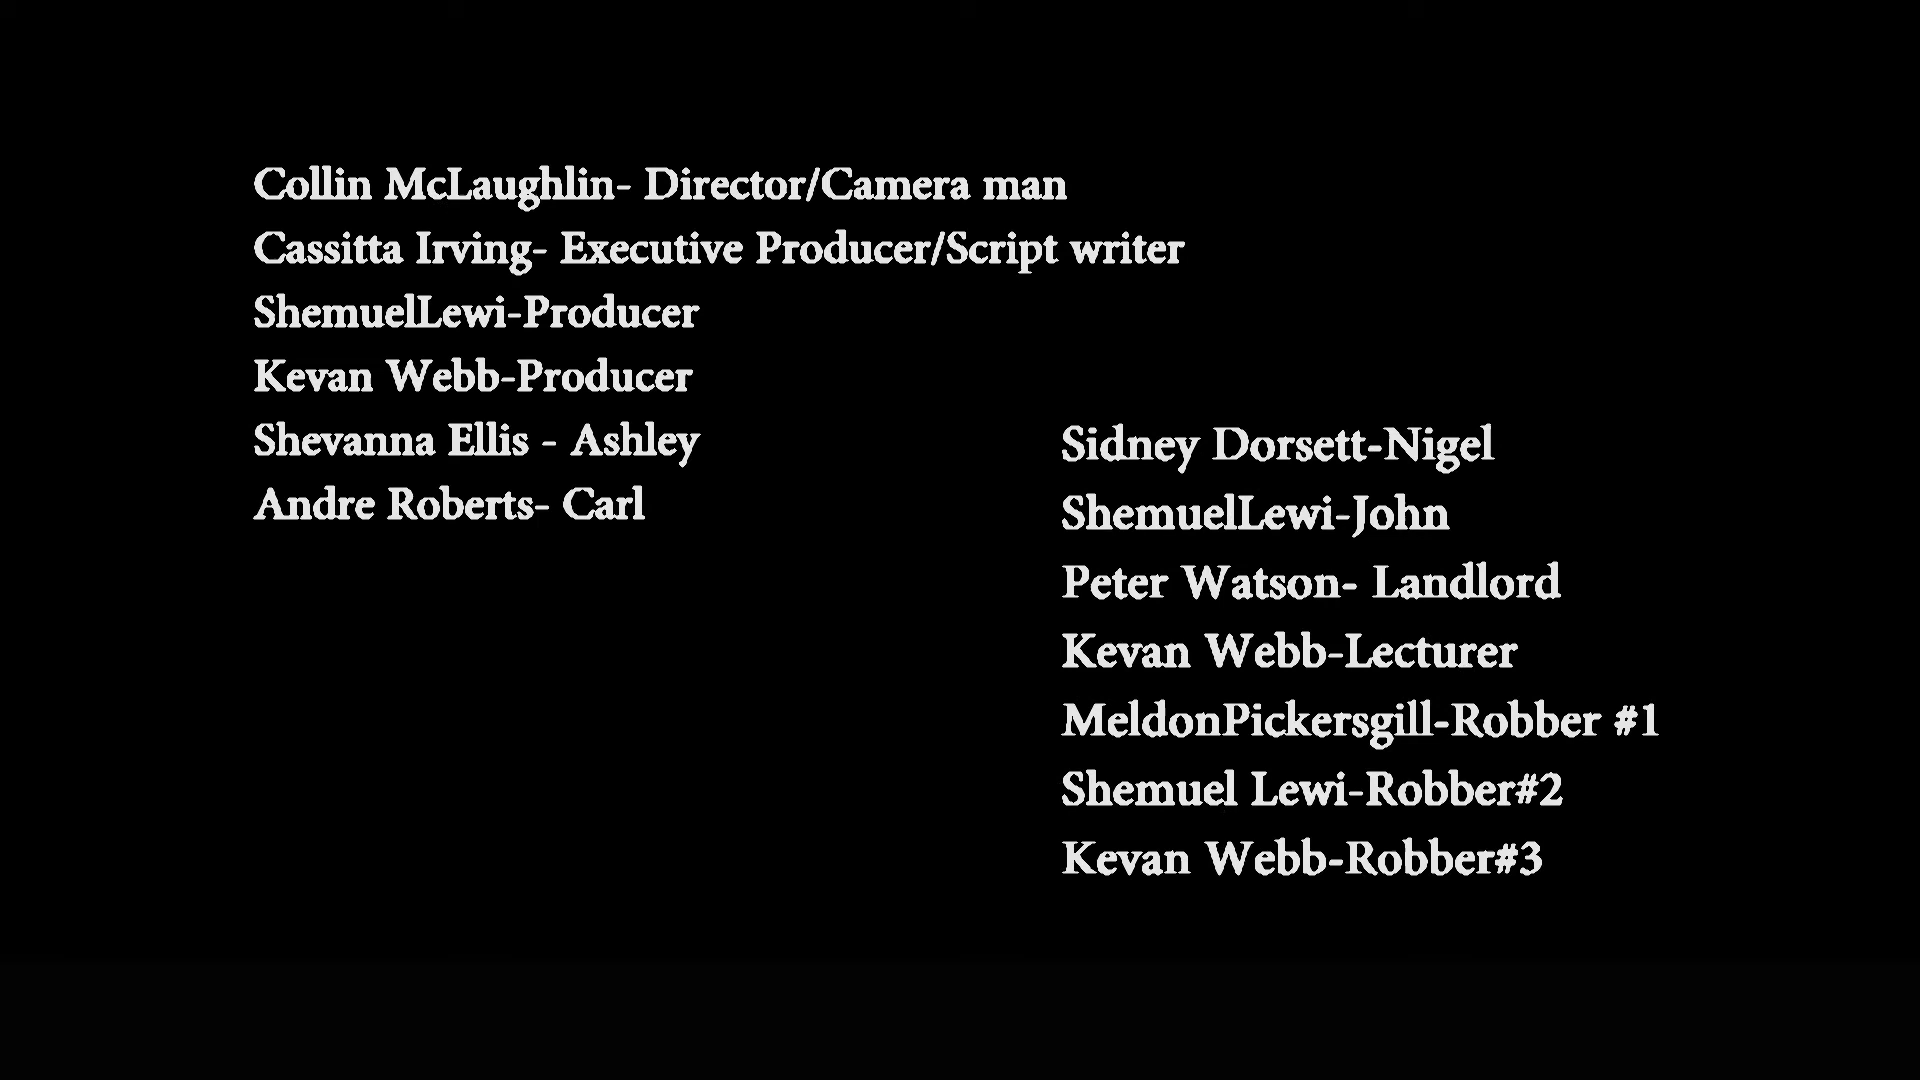 Collin McLaughlin- Director/Camera man
Cassitta Irving- Executive Producer/Script writer
ShemuelLewi-Producer
Kevan Webb-Producer
Shevanna Ellis - Ashley
Andre Roberts- Carl
Sidney Dorsett-Nigel
ShemuelLewi-John
Peter Watson- Landlord
Kevan Webb-Lecturer
MeldonPickersgill-Robber #1
Shemuel Lewi-Robber#2
Kevan Webb-Robber#3